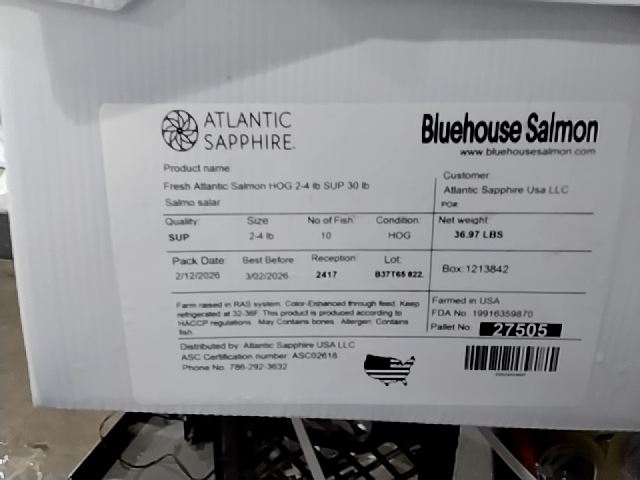 ATLANTIC
SAPPHIRE.
Bluehouse Salmon
www.bluehousesalmon.com
Product name
Fresh Atlantic Salmon HOG 2-4 lb SUP 30 lb
Salmo salar
Customer
Atlantic Sapphire Usa LLC
PO#:
Quality: Size No of Fish: Condition: Net weight
SUP 2-4 lb 10 HOG 36.97 LBS
Pack Date: Best Before Reception: Lot:
2/12/2026 3/02/2026 2417 B37T65 822.
Box: 1213842
Farm raised in RAS system. Color-Enhanced through feed. Keep
refrigerated at 32-36F. This product is produced according to
HACCP regulations. May Contains bones. Allergen: Contains
fish.
Farmed in USA
FDA No: 19916359870
Pallet No: 27505
Distributed by: Atlantic Sapphire USA LLC
ASC Certification number: ASC02618
Phone No: 786-292-3632